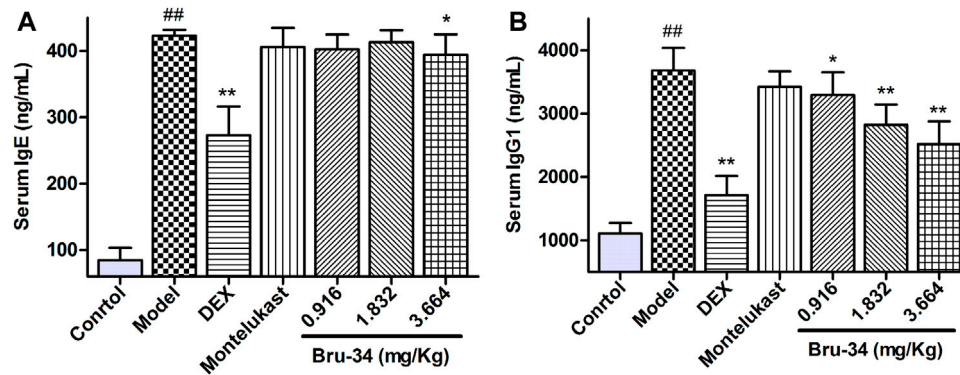 A
Serum IgE (ng/mL)
400
300
200
100
##
**
*
Conrtol
Model
DEX
Montelukast
0.916
1.832
3.664
Bru-34 (mg/Kg)
B
Serum IgG1 (ng/mL)
4000
3000
2000
1000
##
**
*
**
**
Conrtol
Model
DEX
Montelukast
0.916
1.832
3.664
Bru-34 (mg/Kg)